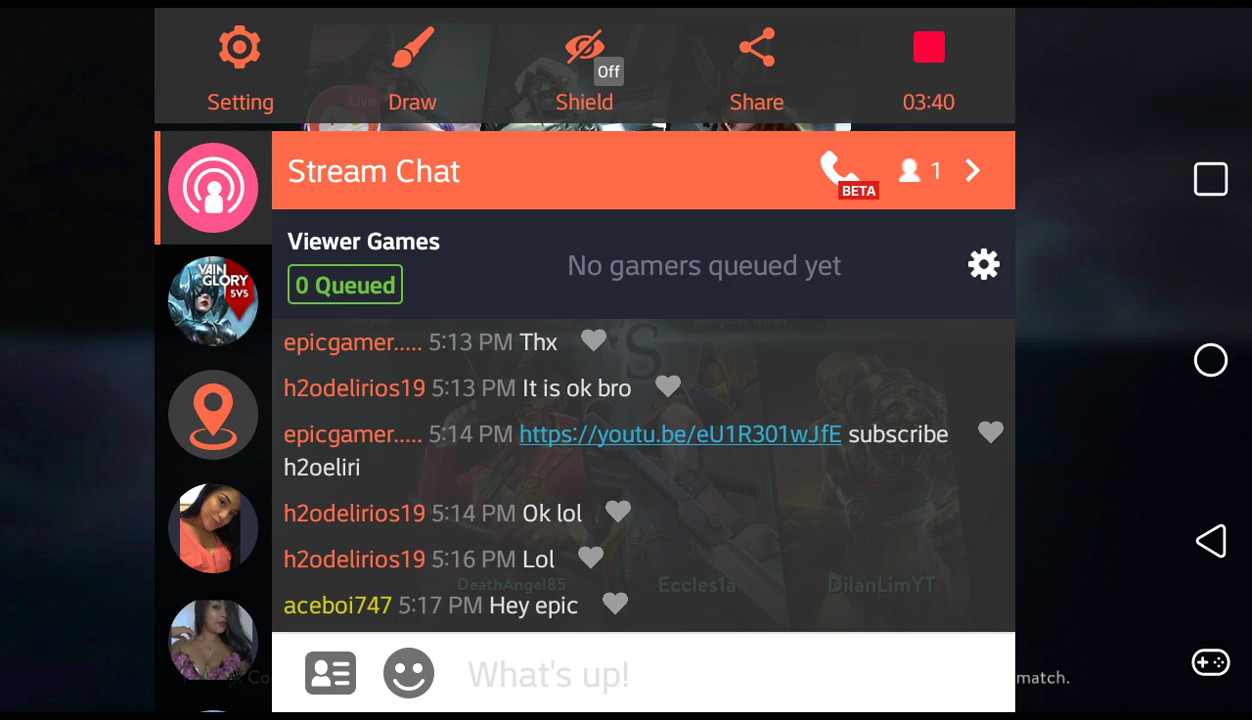 Live
Off
Setting
Draw
Shield
Share
03:40
Stream Chat
BETA
1
VAIN
GLORY
5V5
Viewer Games
0 Queued
No gamers queued yet
epicgamer..... 5:13 PM Thx
h2odelirios19 5:13 PM It is ok bro
epicgamer..... 5:14 PM https://youtu.be/eU1R301wJfE subscribe
h2oeliri
h2odelirios19 5:14 PM Ok lol
h2odelirios19 5:16 PM Lol
DeathAngel85
Eccles1a
DilanLimYT
aceboi747 5:17 PM Hey epic
What's up!
match.